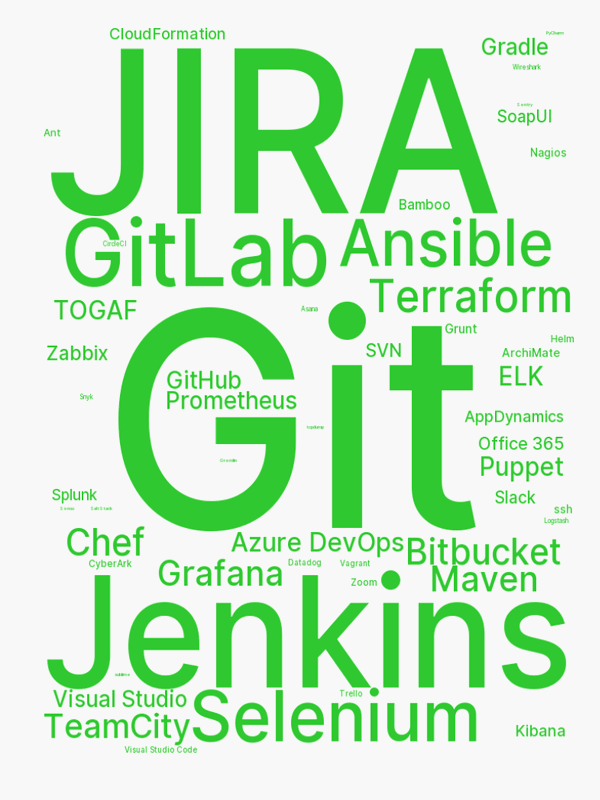 CloudFormation
PyCharm
Gradle
Wireshark
JIRA
SoapUI
Ant
Nagios
Bamboo
GitLab
CircleCI
Ansible
Terraform
TOGAF
Asana
Git
Grunt
Helm
Zabbix
SVN
ArchiMate
GitHub
ELK
Snyk
Prometheus
AppDynamics
Office 365
Puppet
Splunk
Slack
ssh
Logstash
Chef
Azure DevOps
Bitbucket
CyberArk
Grafana
Datadog
Vagrant
Maven
Zoom
Jenkins
Visual Studio
Trello
TeamCity
Selenium
Kibana
Visual Studio Code